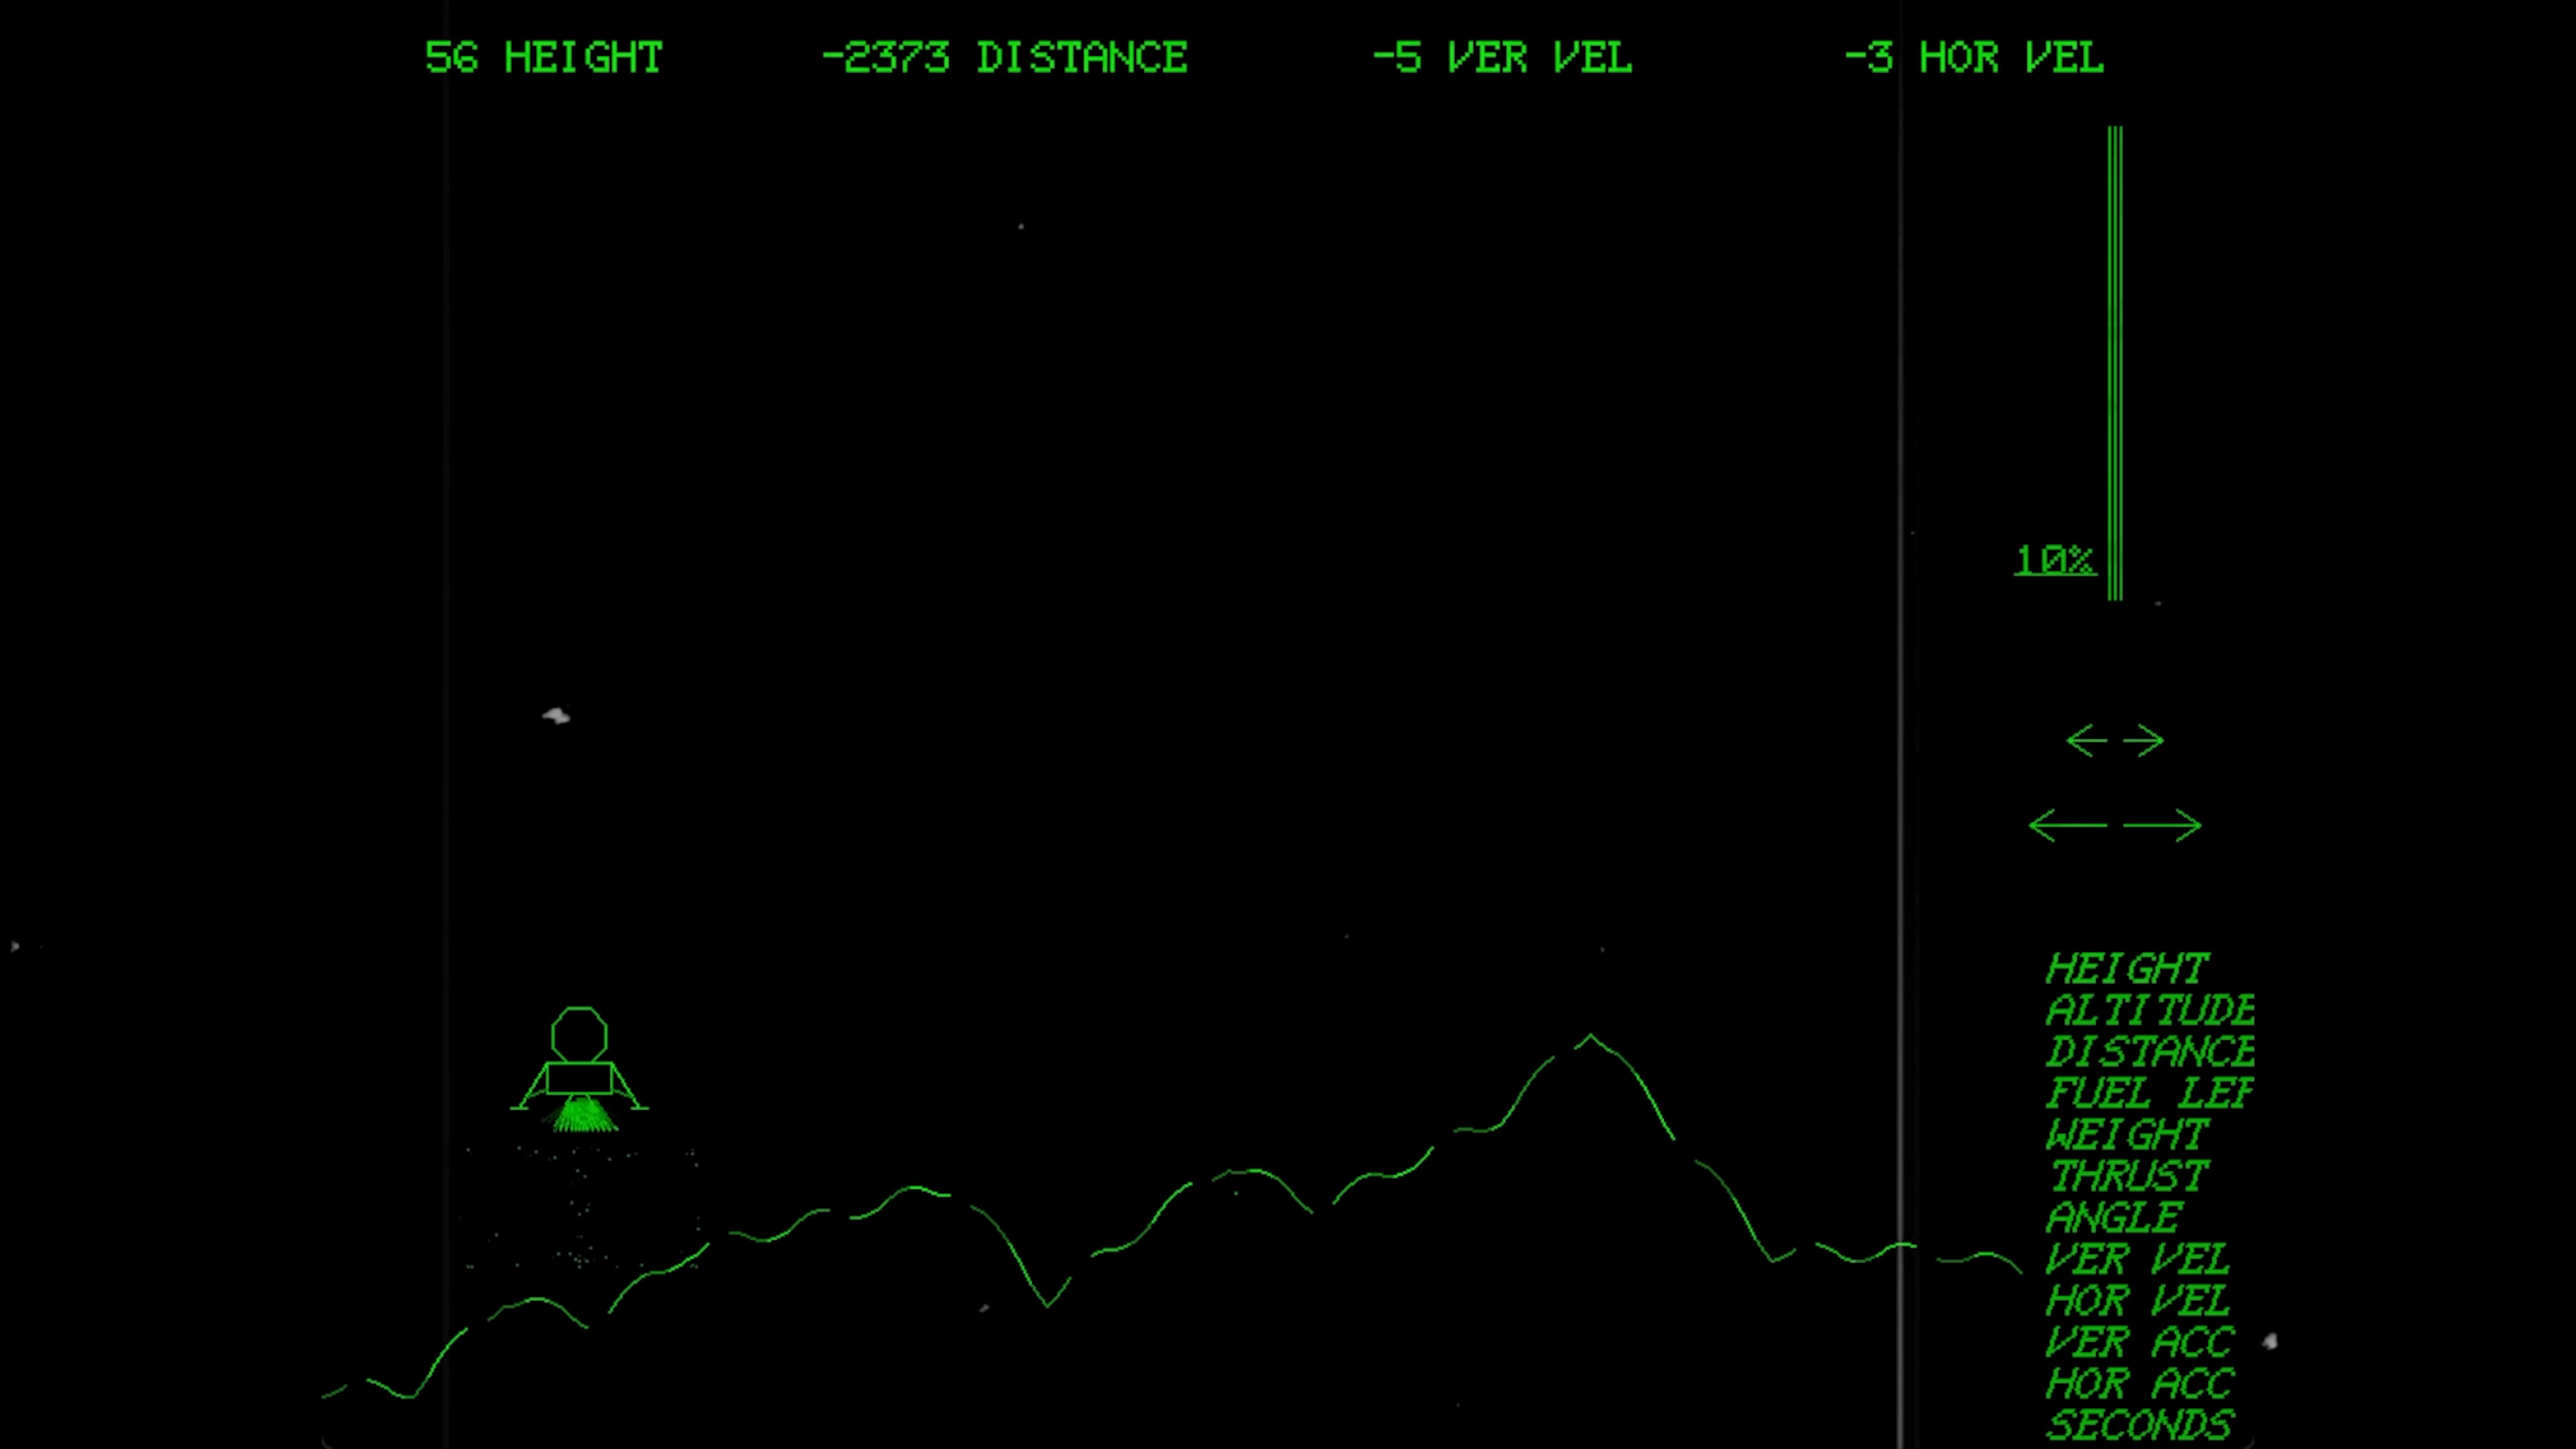 56 HEIGHT -2373 DISTANCE -5 VER VEL -3 HOR VEL
10%
HEIGHT
ALTITUDE
DISTANCE
FUEL LEF
WEIGHT
THRUST
ANGLE
VER VEL
HOR VEL
VER ACC
HOR ACC
SECONDS